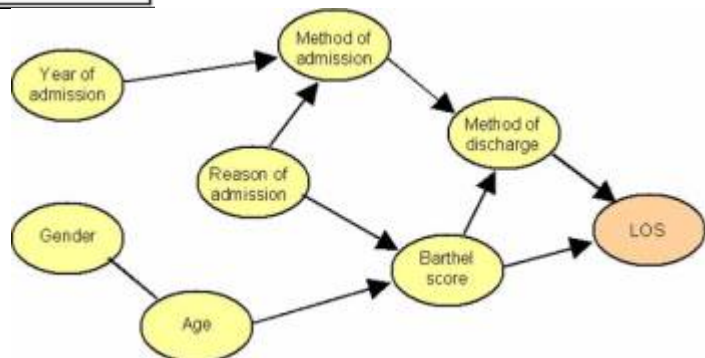 Method of
admission
Year of
admission
Method of
discharge
Reason of
admission
Gender
LOS
Barthel
score
Age